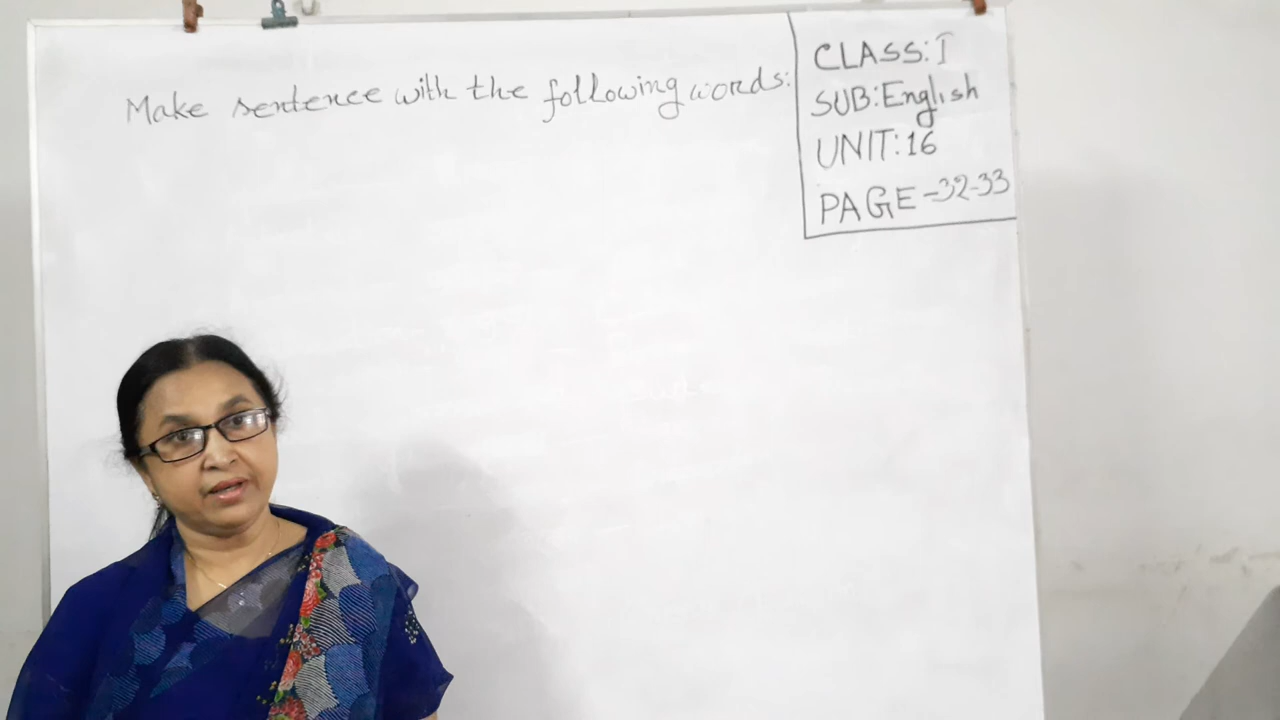 Make sentence with the following words:
CLASS: I
SUB: English
UNIT: 16
PAGE-32-33